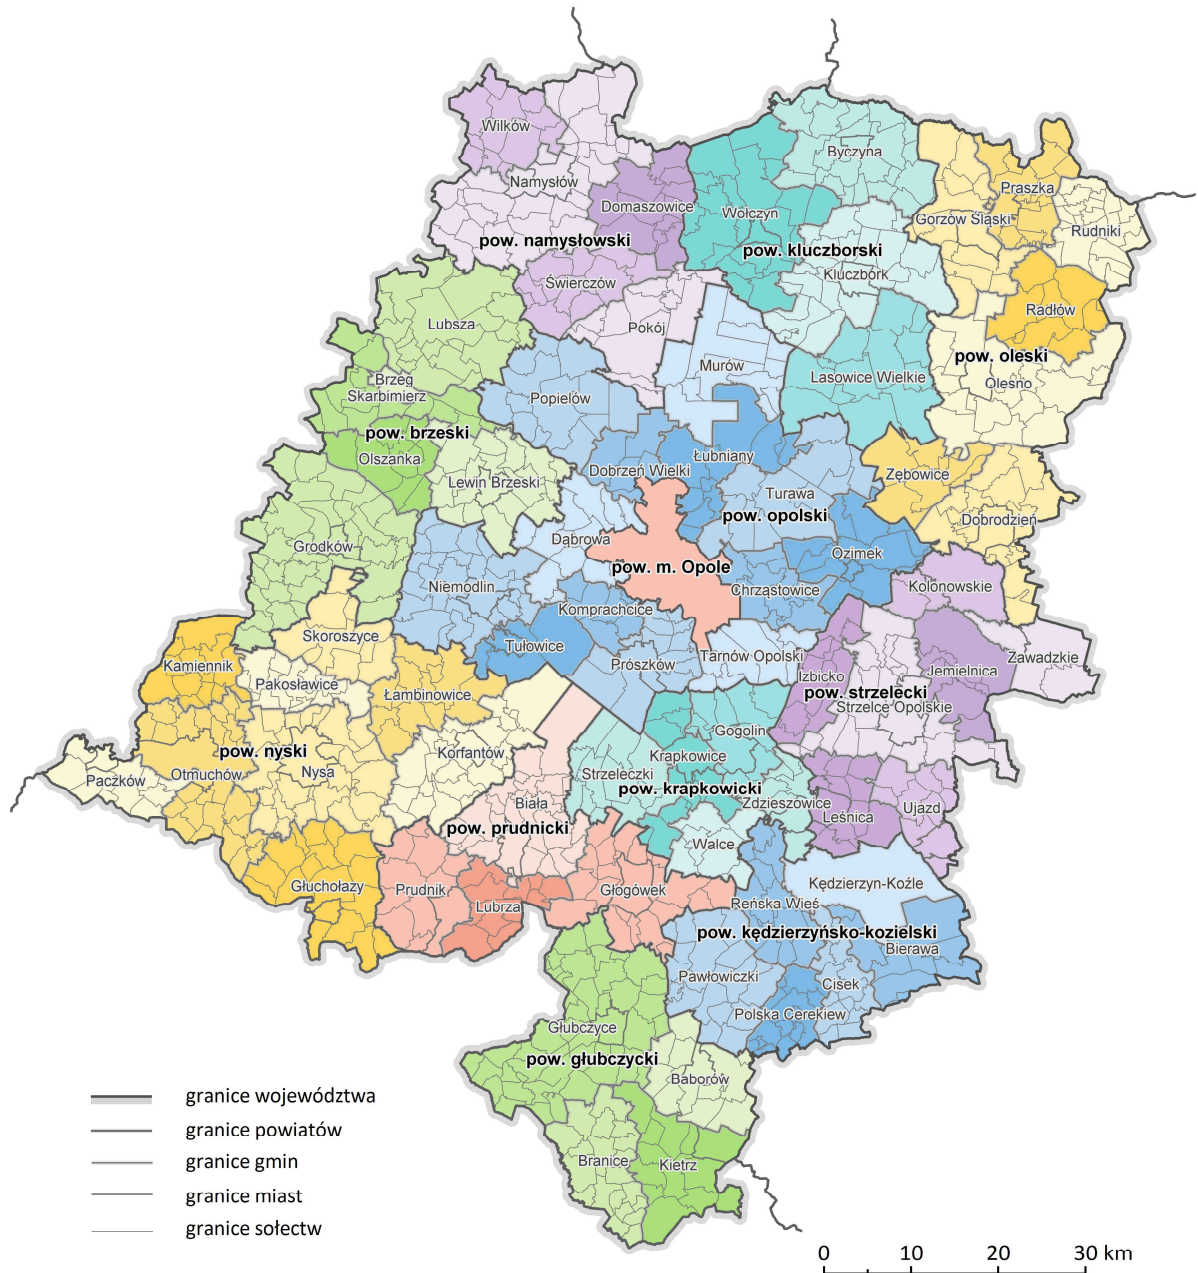 Wilków
Byczyna
Namysłów
Praszka
Domaszowice
Wołczyn
Gorzów Śląski
Rudniki
pow. namysłowski
pow. kluczborski
Kluczbork
Świerczów
Radłów
Lubsza
Pokój
pow. oleski
Murów
Lasowice Wielkie
Olesno
Brzeg
Skarbimierz
Popielów
pow. brzeski
Olszanka
Łubniany
Dobrzeń Wielki
Zębowice
Lewin Brzeski
Turawa
pow. opolski
Dobrodzień
Grodków
Dąbrowa
Ozimek
pow. m. Opole
Niemodlin
Chrząstowice
Kolonowskie
Komprachcice
Skoroszyce
Tułowice
Kamiennik
Prószków
Tarnów Opolski
Zawadzkie
Izbicko
Jemielnica
Pakosławice
Łambinowice
pow. strzelecki
Strzelce Opolskie
Gogolin
pow. nyski
Korfantów
Krapkowice
Paczków
Otmuchów
Nysa
Strzeleczki
pow. krapkowicki
Zdzieszowice
Biała
Leśnica
Ujazd
pow. prudnicki
Walce
Głuchołazy
Prudnik
Głogówek
Kędzierzyn-Koźle
Lubrza
Reńska Wieś
pow. kędzierzyńsko-kozielski
Bierawa
Pawłowiczki
Cisek
Polska Cerekiew
Głubczyce
pow. głubczycki
Baborów
Branice
Kietrz
granice województwa
granice powiatów
granice gmin
granice miast
granice sołectw
0 10 20 30 km